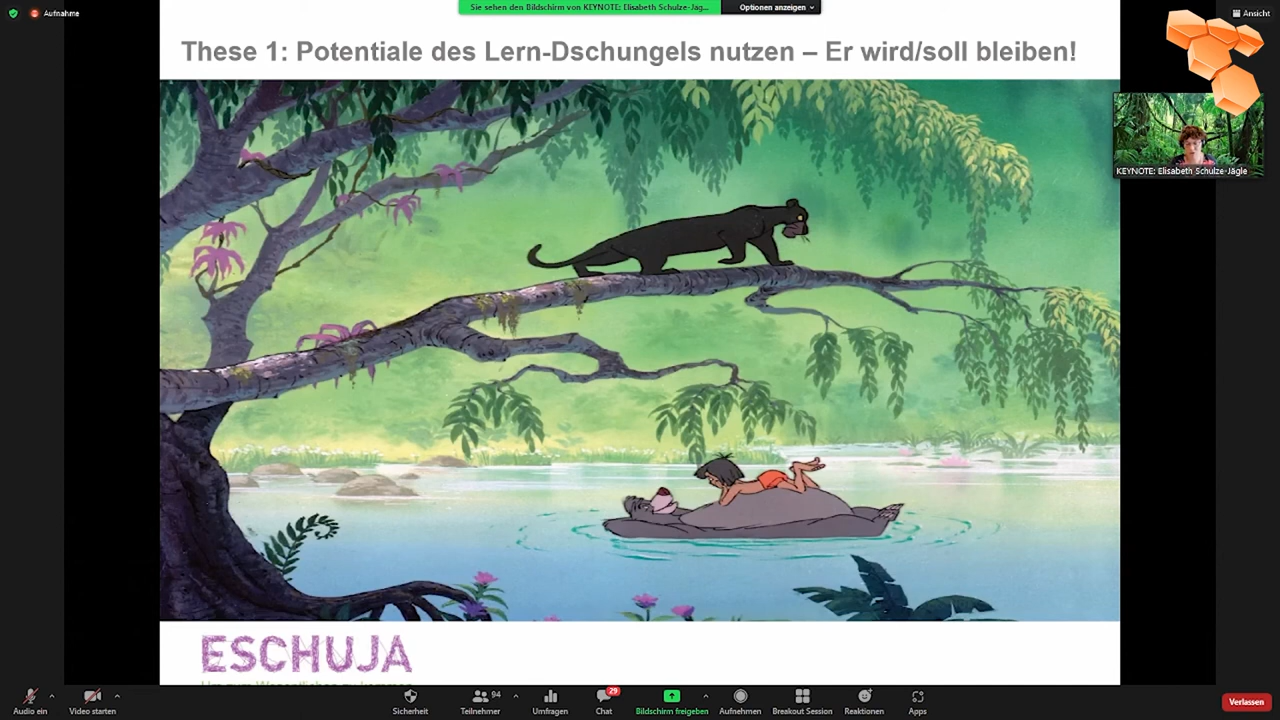 Aufnahme
Sie sehen den Bildschirm von KEYNOTE: Elisabeth Schulze-Jäg...
Optionen anzeigen
Ansicht
These 1: Potentiale des Lern-Dschungels nutzen – Er wird/soll bleiben!
KEYNOTE: Elisabeth Schulze-Jägle
ESCHUJA
Audio ein
Video starten
Sicherheit
94
Teilnehmer
Umfragen
29
Chat
Bildschirm freigeben
Aufnehmen
Breakout Session
Reaktionen
Apps
Verlassen